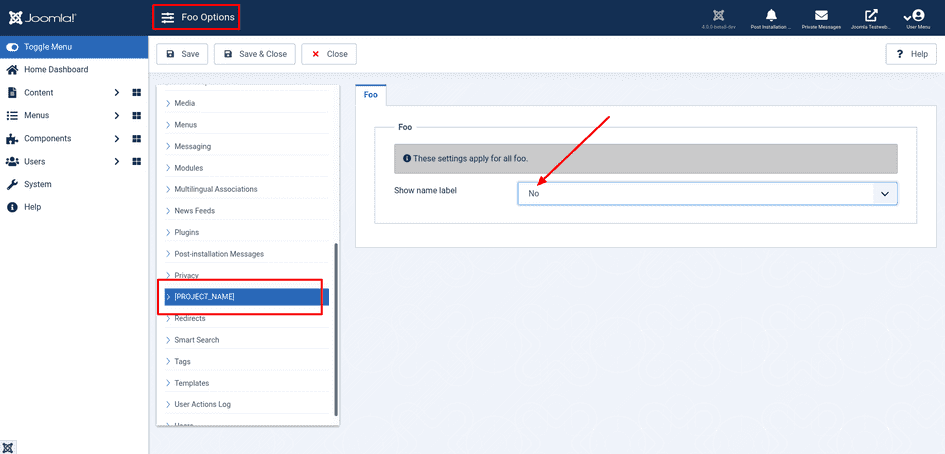 Joomla!
Foo Options
4.0.0-beta6-dev
Post Installation ...
Private Messages
Joomla Testweb...
User Menu
Toggle Menu
Home Dashboard
Content
Menus
Components
Users
System
Help
Save
Save & Close
Close
Help
Media
Menus
Messaging
Modules
Multilingual Associations
News Feeds
Plugins
Post-installation Messages
Privacy
[PROJECT_NAME]
Redirects
Smart Search
Tags
Templates
User Actions Log
Users
Foo
Foo
These settings apply for all foo.
Show name label
No